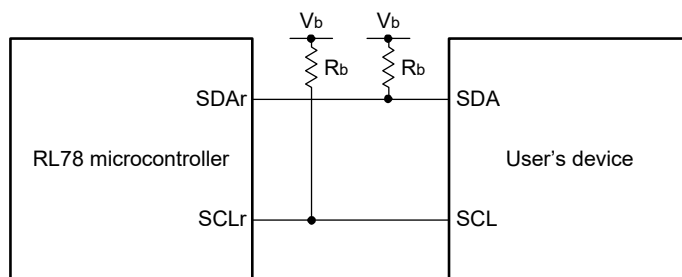 Vb Vb
Rb Rb
SDAr SDA
RL78 microcontroller User’s device
SCLr SCL